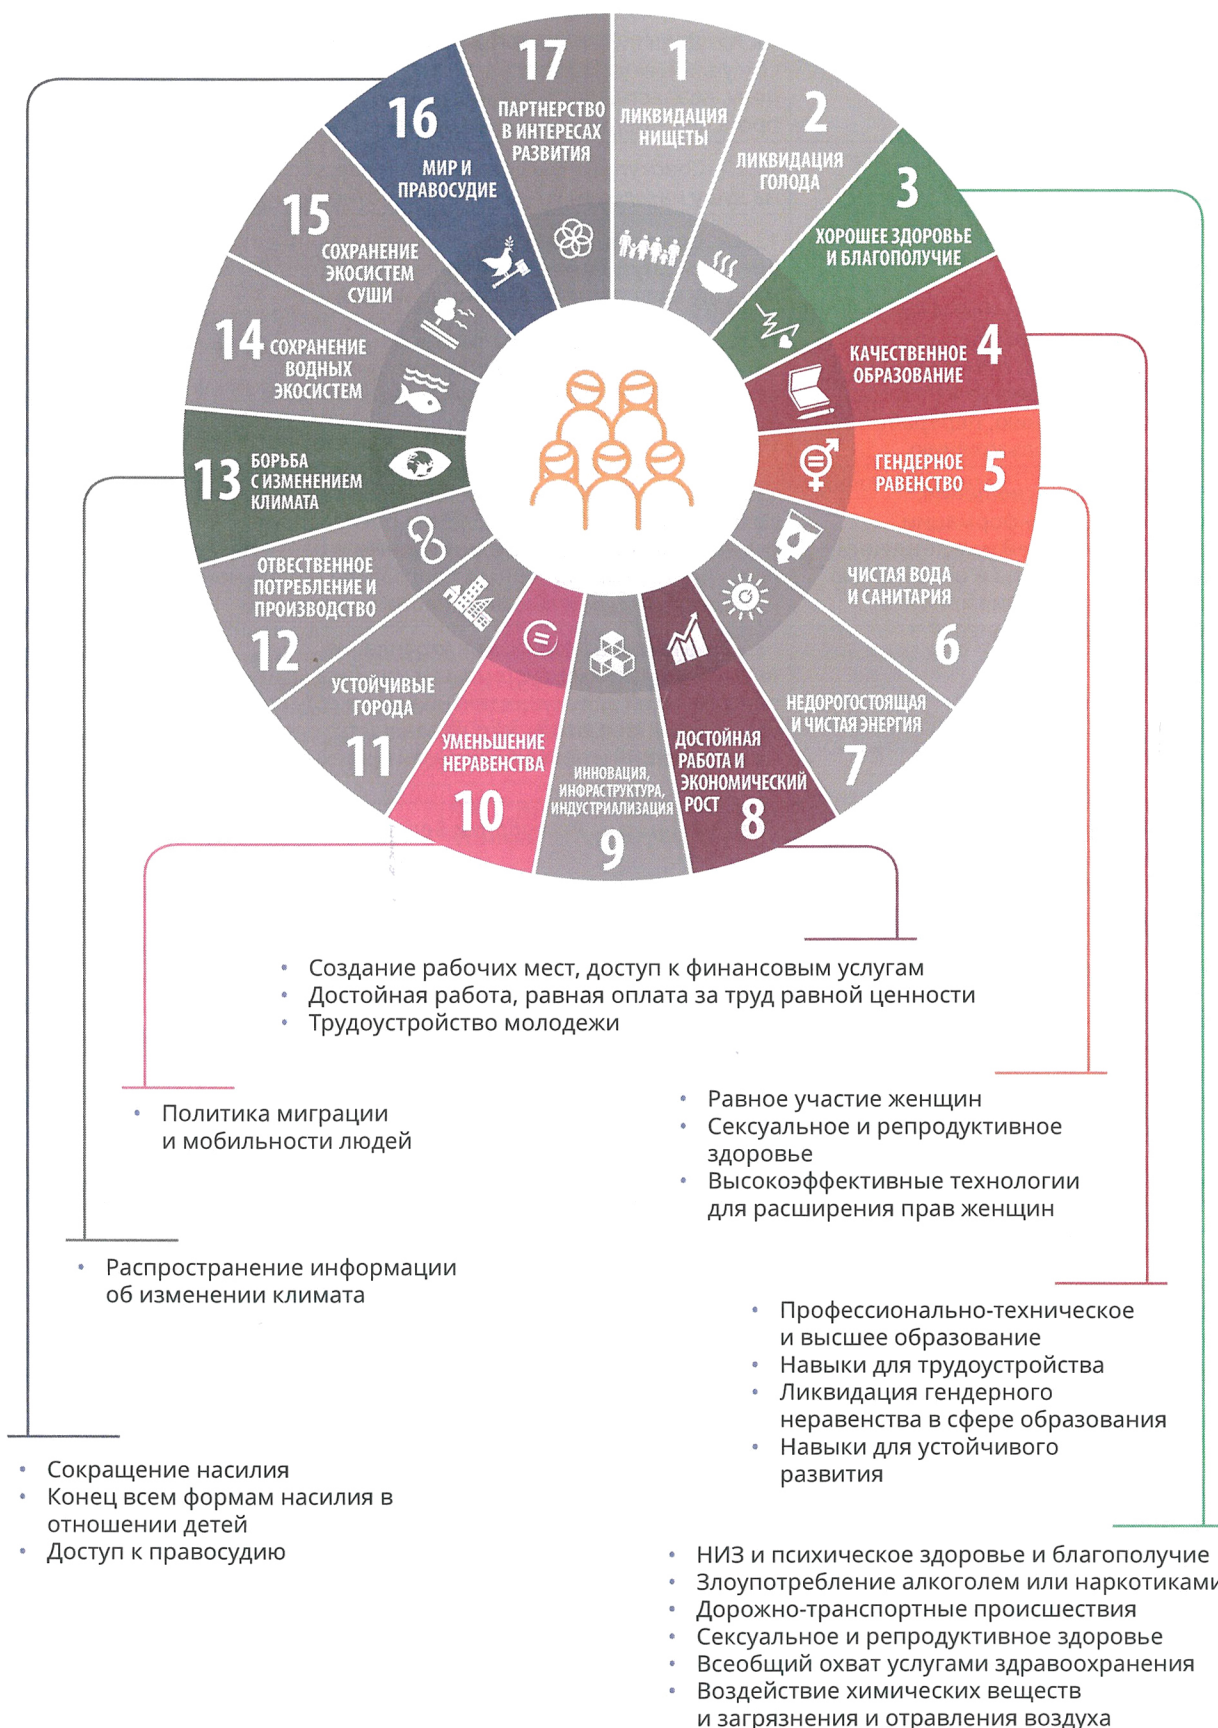 17
ПАРТНЕРСТВО
В ИНТЕРЕСАХ
РАЗВИТИЯ
1
ЛИКВИДАЦИЯ
НИЩЕТЫ
2
ЛИКВИДАЦИЯ
ГОЛОДА
3
ХОРОШЕЕ ЗДОРОВЬЕ
И БЛАГОПОЛУЧИЕ
КАЧЕСТВЕННОЕ 4
ОБРАЗОВАНИЕ
ГЕНДЕРНОЕ 5
РАВЕНСТВО
ЧИСТАЯ ВОДА
И САНИТАРИЯ
6
НЕДОРОГОСТОЯЩАЯ
И ЧИСТАЯ ЭНЕРГИЯ
7
ДОСТОЙНАЯ
РАБОТА И
ЭКОНОМИЧЕСКИЙ
РОСТ 8
ИННОВАЦИЯ,
ИНФРАСТРУКТУРА,
ИНДУСТРИАЛИЗАЦИЯ
9
УМЕНЬШЕНИЕ
НЕРАВЕНСТВА
10
УСТОЙЧИВЫЕ
ГОРОДА
11
ОТВЕСТВЕННОЕ
ПОТРЕБЛЕНИЕ И
ПРОИЗВОДСТВО
12
13 БОРЬБА
С ИЗМЕНЕНИЕМ
КЛИМАТА
14 СОХРАНЕНИЕ
ВОДНЫХ
ЭКОСИСТЕМ
15
СОХРАНЕНИЕ
ЭКОСИСТЕМ
СУШИ
16
МИР И
ПРАВОСУДИЕ
• Создание рабочих мест, доступ к финансовым услугам
• Достойная работа, равная оплата за труд равной ценности
• Трудоустройство молодежи
• Политика миграции
и мобильности людей
• Равное участие женщин
• Сексуальное и репродуктивное
здоровье
• Высокоэффективные технологии
для расширения прав женщин
• Распространение информации
об изменении климата
• Профессионально-техническое
и высшее образование
• Навыки для трудоустройства
• Ликвидация гендерного
неравенства в сфере образования
• Навыки для устойчивого
развития
• Сокращение насилия
• Конец всем формам насилия в
отношении детей
• Доступ к правосудию
• НИЗ и психическое здоровье и благополучие
• Злоупотребление алкоголем или наркотиками
• Дорожно-транспортные происшествия
• Сексуальное и репродуктивное здоровье
• Всеобщий охват услугами здравоохранения
• Воздействие химических веществ
и загрязнения и отравления воздуха